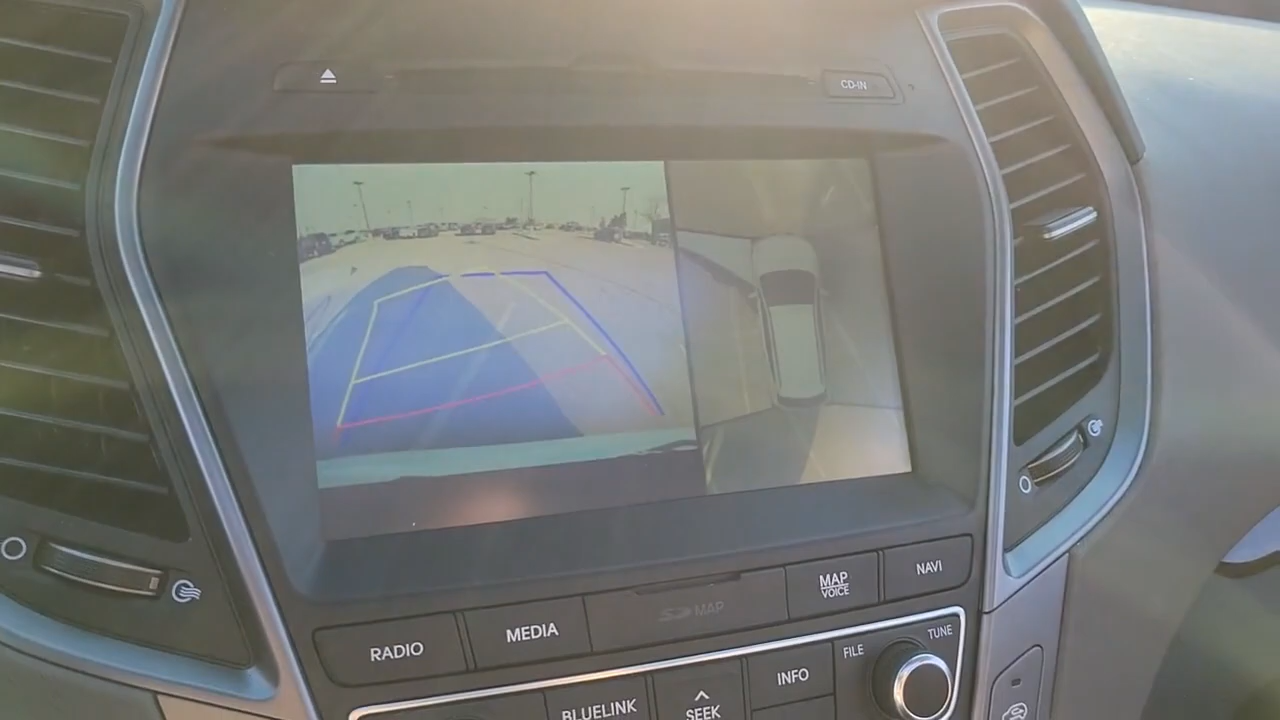 CD-IN
RADIO
MEDIA
SD MAP
MAP
VOICE
NAVI
BLUELINK
SEEK
INFO
FILE
TUNE